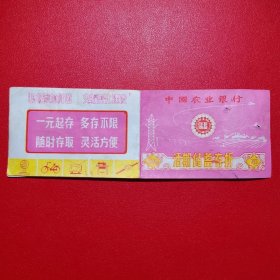 一元起存 多存不限
随时存取 灵活方便
中国农业银行
活期储蓄存折